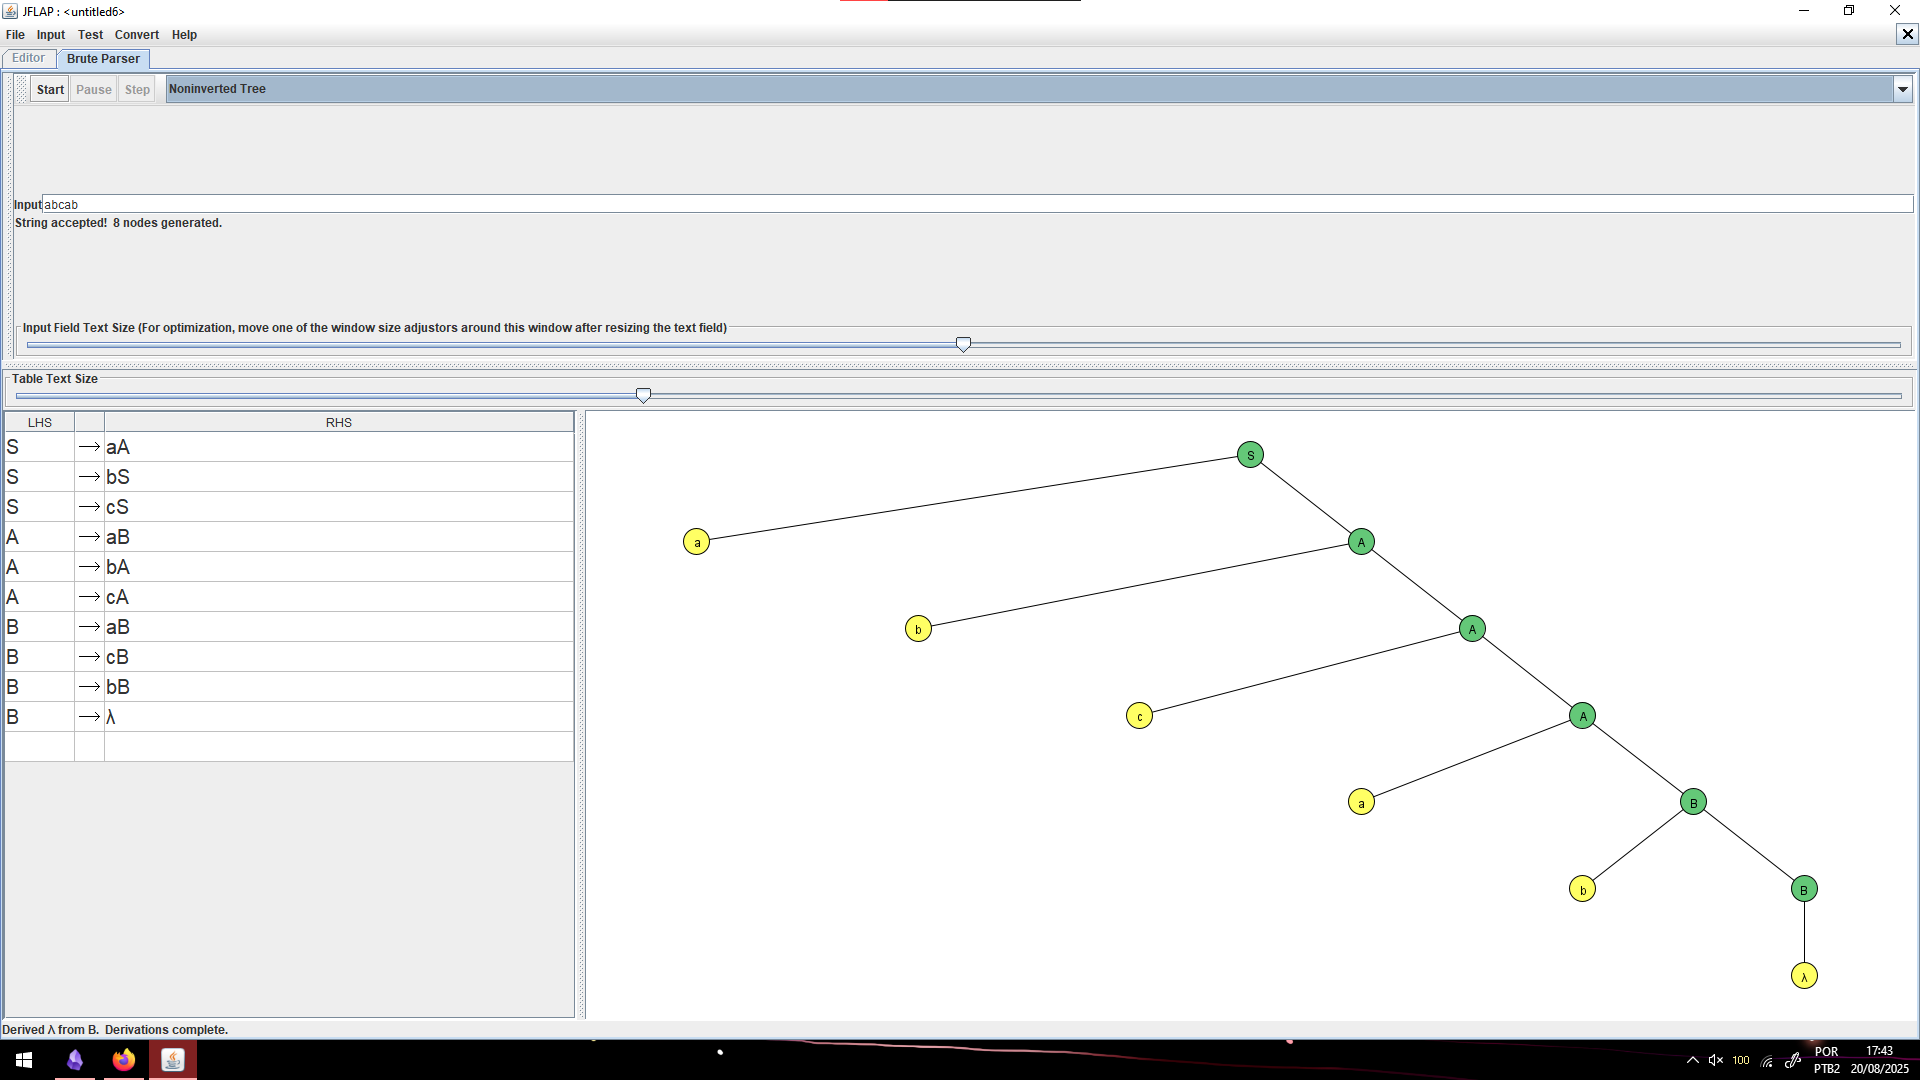 JFLAP : <untitled6>
File Input Test Convert Help
Editor Brute Parser
Start Pause Step Noninverted Tree
Input abcab
String accepted! 8 nodes generated.
Input Field Text Size (For optimization, move one of the window size adjustors around this window after resizing the text field)
Table Text Size
LHS RHS
S → aA
S → bS
S → cS
A → aB
A → bA
A → cA
B → aB
B → cB
B → bB
B → λ
S
a A
b A
c A
a B
b B
λ
Derived λ from B. Derivations complete.
100 POR 17:43
PTB2 20/08/2025